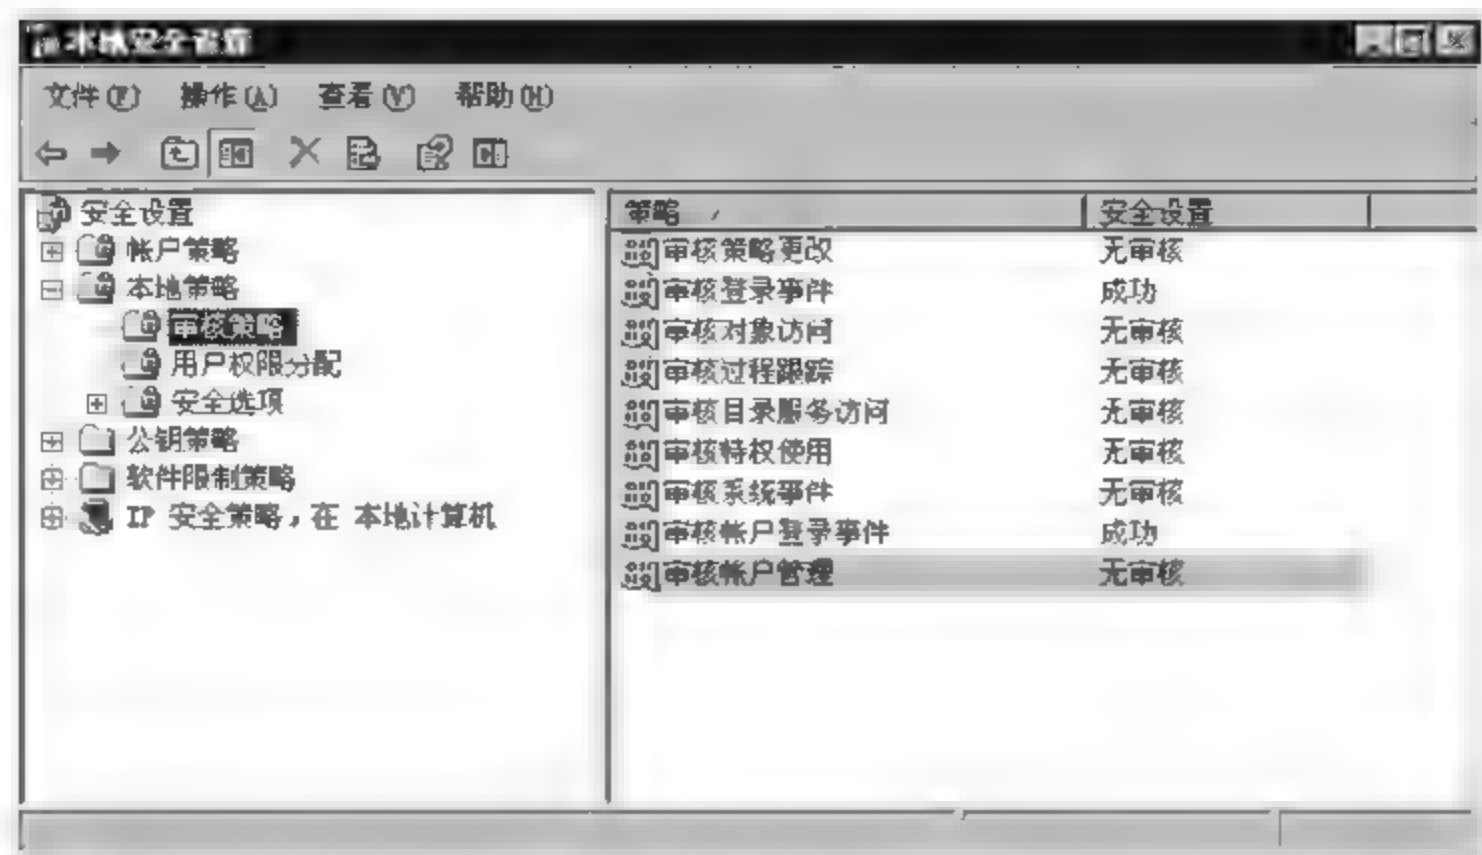 本地安全设置
文件(F) 操作(A) 查看(V) 帮助(H)
安全设置
帐户策略
本地策略
审核策略
用户权限分配
安全选项
公钥策略
软件限制策略
IP 安全策略，在 本地计算机
策略 安全设置
审核策略更改 无审核
审核登录事件 成功
审核对象访问 无审核
审核过程跟踪 无审核
审核目录服务访问 无审核
审核特权使用 无审核
审核系统事件 无审核
审核帐户登录事件 成功
审核帐户管理 无审核